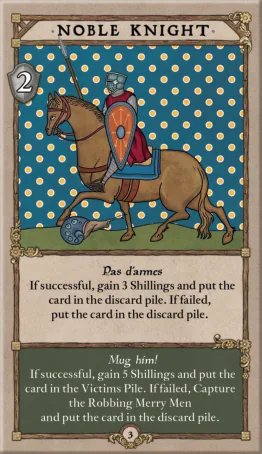 NOBLE KNIGHT
2
Pas d'armes
If successful, gain 3 Shillings and put the
card in the discard pile. If failed,
put the card in the discard pile.
Mug him!
If successful, gain 5 Shillings and put the
card in the Victims Pile. If failed, Capture
the Robbing Merry Men
and put the card in the discard pile.
3